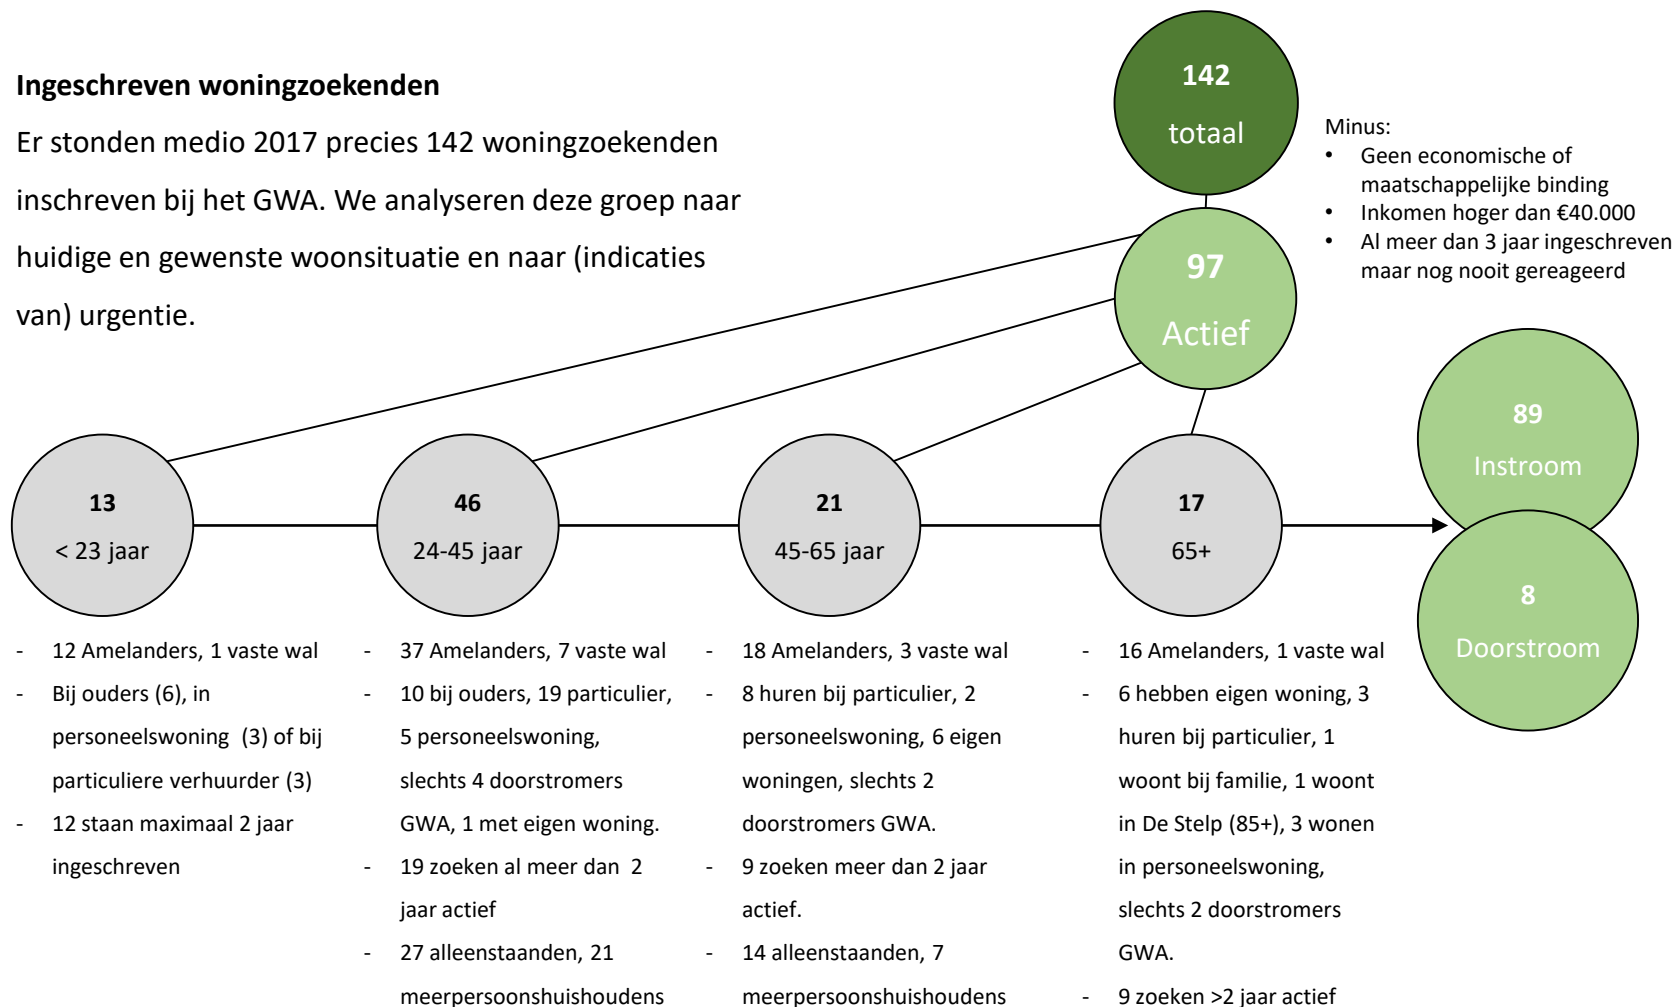 Ingeschreven woningzoekenden
Er stonden medio 2017 precies 142 woningzoekenden
inschreven bij het GWA. We analyseren deze groep naar
huidige en gewenste woonsituatie en naar (indicaties
van) urgentie.
142
totaal
Minus:
• Geen economische of
maatschappelijke binding
• Inkomen hoger dan €40.000
• Al meer dan 3 jaar ingeschreven
maar nog nooit gereageerd
97
Actief
13
< 23 jaar
46
24-45 jaar
21
45-65 jaar
17
65+
89
Instroom
8
Doorstroom
- 12 Amelanders, 1 vaste wal
- Bij ouders (6), in
personeelswoning (3) of bij
particuliere verhuurder (3)
- 12 staan maximaal 2 jaar
ingeschreven
- 37 Amelanders, 7 vaste wal
- 10 bij ouders, 19 particulier,
5 personeelswoning,
slechts 4 doorstromers
GWA, 1 met eigen woning.
- 19 zoeken al meer dan 2
jaar actief
- 27 alleenstaanden, 21
meerpersoonshuishoudens
- 18 Amelanders, 3 vaste wal
- 8 huren bij particulier, 2
personeelswoning, 6 eigen
woningen, slechts 2
doorstromers GWA.
- 9 zoeken meer dan 2 jaar
actief.
- 14 alleenstaanden, 7
meerpersoonshuishoudens
- 16 Amelanders, 1 vaste wal
- 6 hebben eigen woning, 3
huren bij particulier, 1
woont bij familie, 1 woont
in De Stelp (85+), 3 wonen
in personeelswoning,
slechts 2 doorstromers
GWA.
- 9 zoeken >2 jaar actief